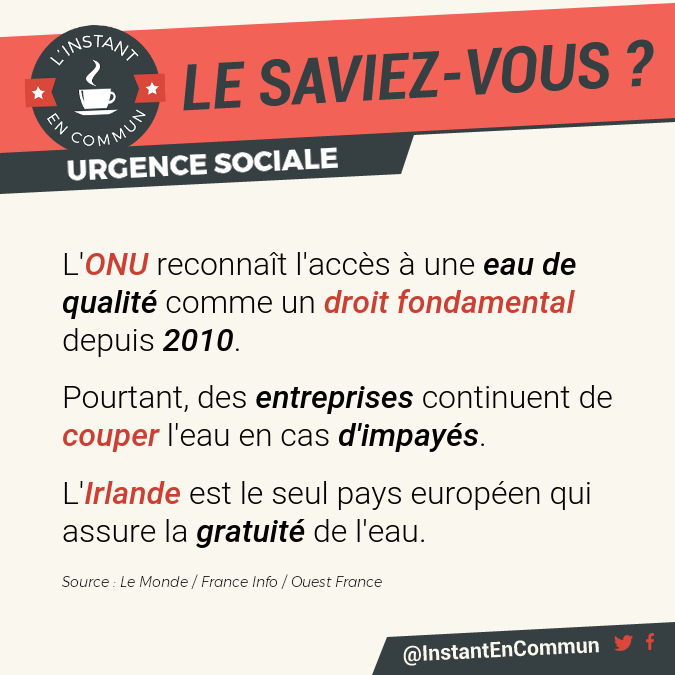 L'INSTANT
EN COMMUN
LE SAVIEZ-VOUS ?
URGENCE SOCIALE
L'ONU reconnaît l'accès à une eau de
qualité comme un droit fondamental
depuis 2010.
Pourtant, des entreprises continuent de
couper l'eau en cas d'impayés.
L'Irlande est le seul pays européen qui
assure la gratuité de l'eau.
Source : Le Monde / France Info / Ouest France
@InstantEnCommun